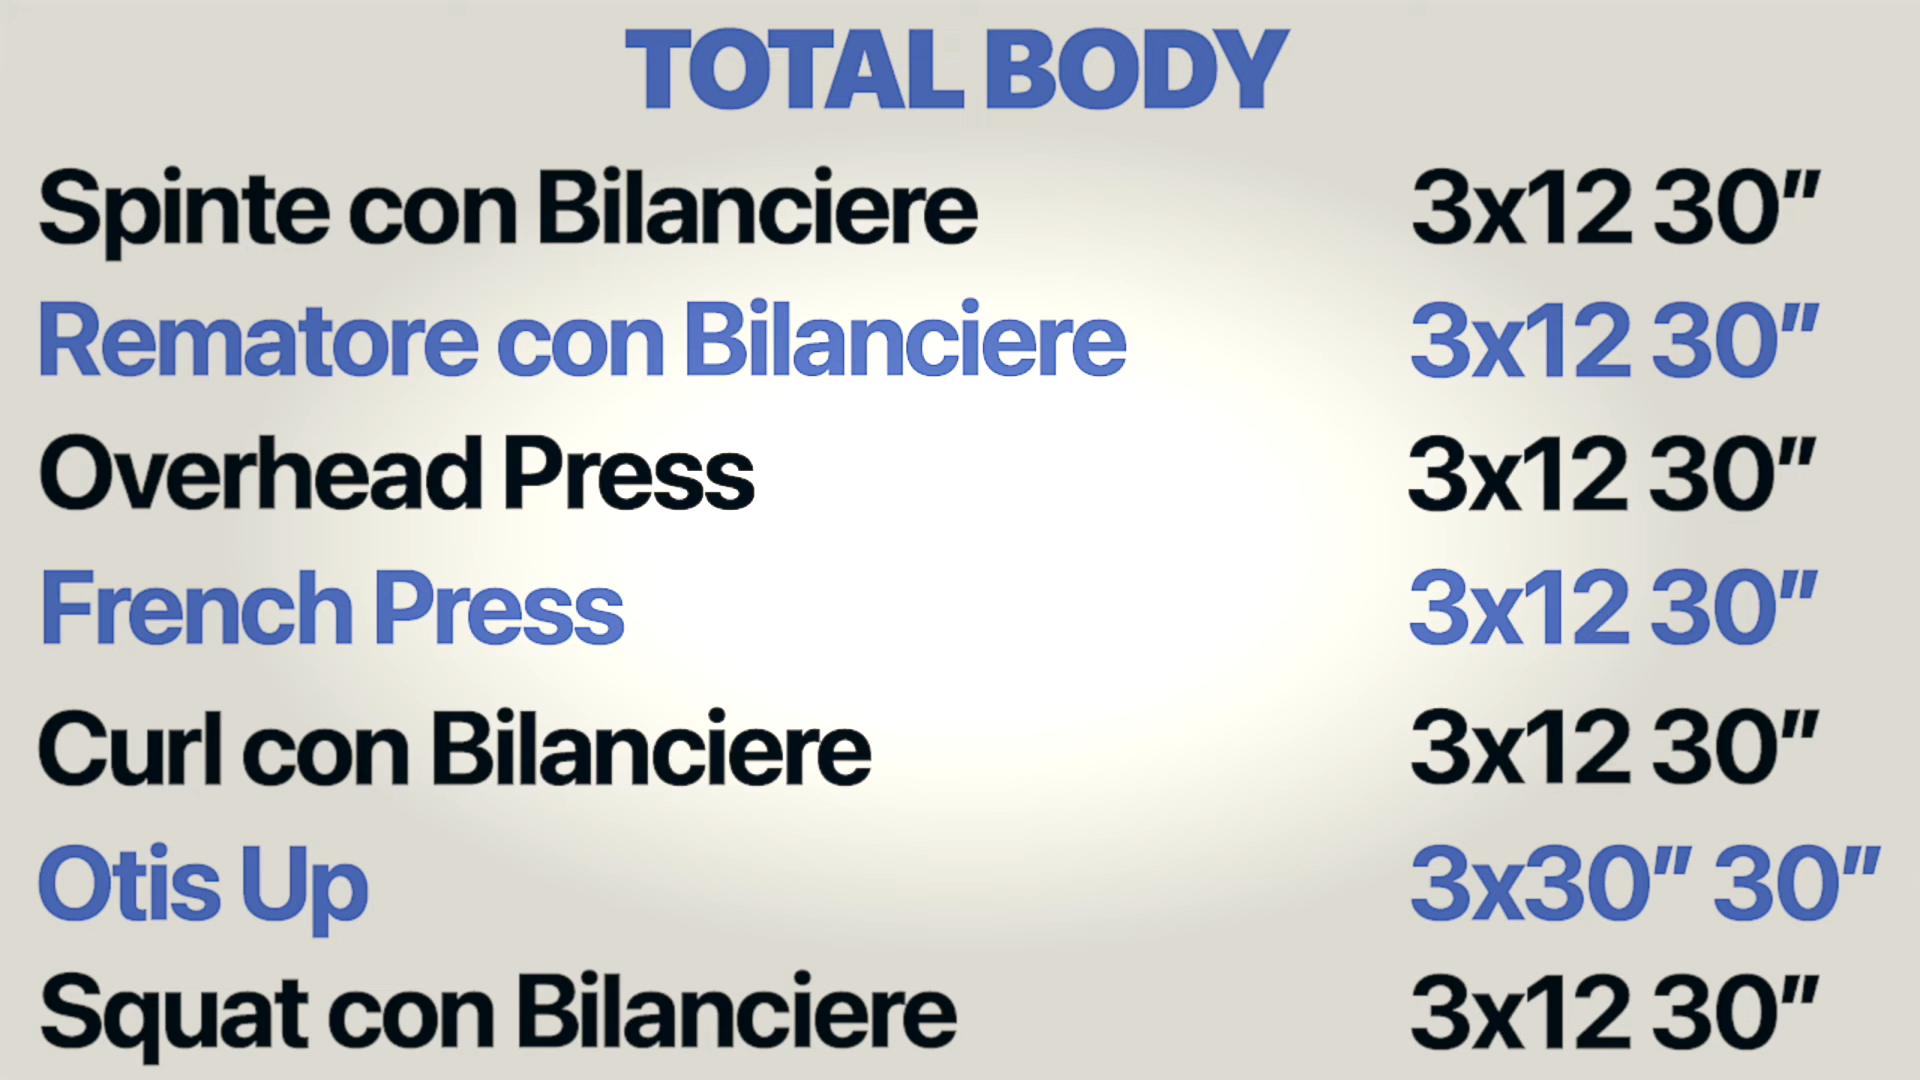 TOTAL BODY
Spinte con Bilanciere 3x12 30"
Rematore con Bilanciere 3x12 30"
Overhead Press 3x12 30"
French Press 3x12 30"
Curl con Bilanciere 3x12 30"
Otis Up 3x30" 30"
Squat con Bilanciere 3x12 30"